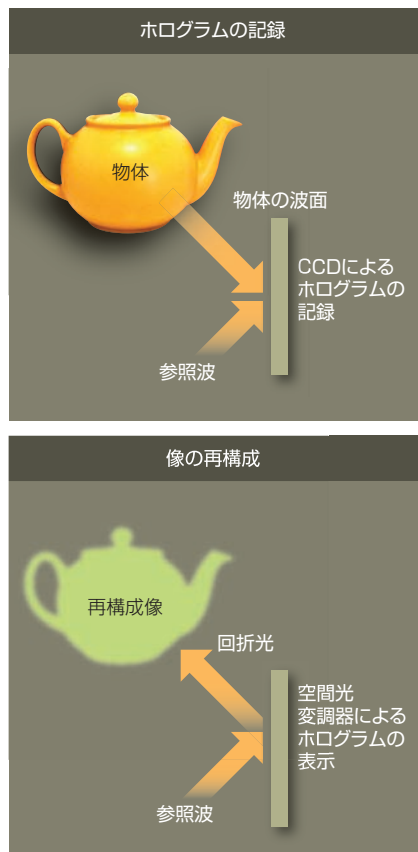 ホログラムの記録
物体
物体の波面
CCDによる
ホログラムの
記録
参照波
像の再構成
再構成像
回折光
空間光
変調器による
ホログラムの
表示
参照波